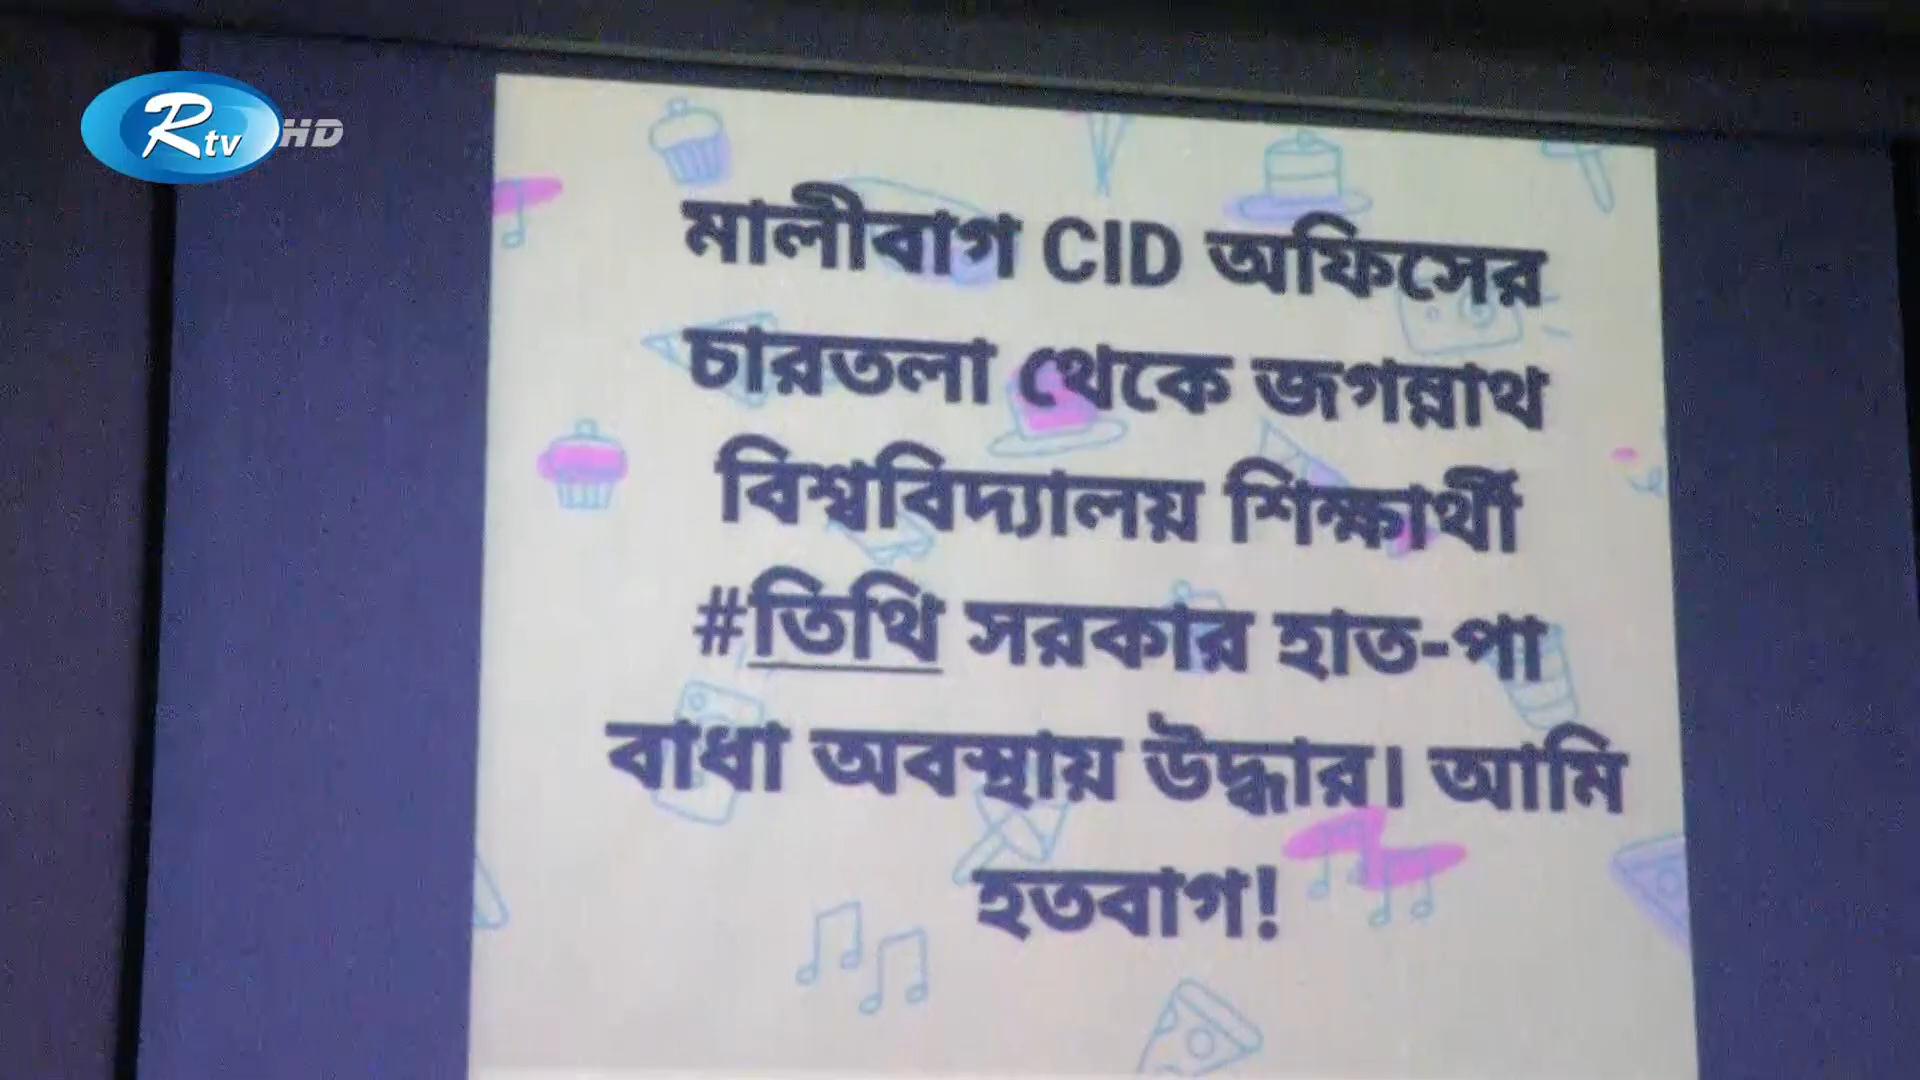 Rtv HD
মালীবাগ CID অফিসের
চারতলা থেকে জগন্নাথ
বিশ্ববিদ্যালয় শিক্ষার্থী
#তিথি সরকার হাত-পা
বাধা অবস্থায় উদ্ধার। আমি
হতবাগ!